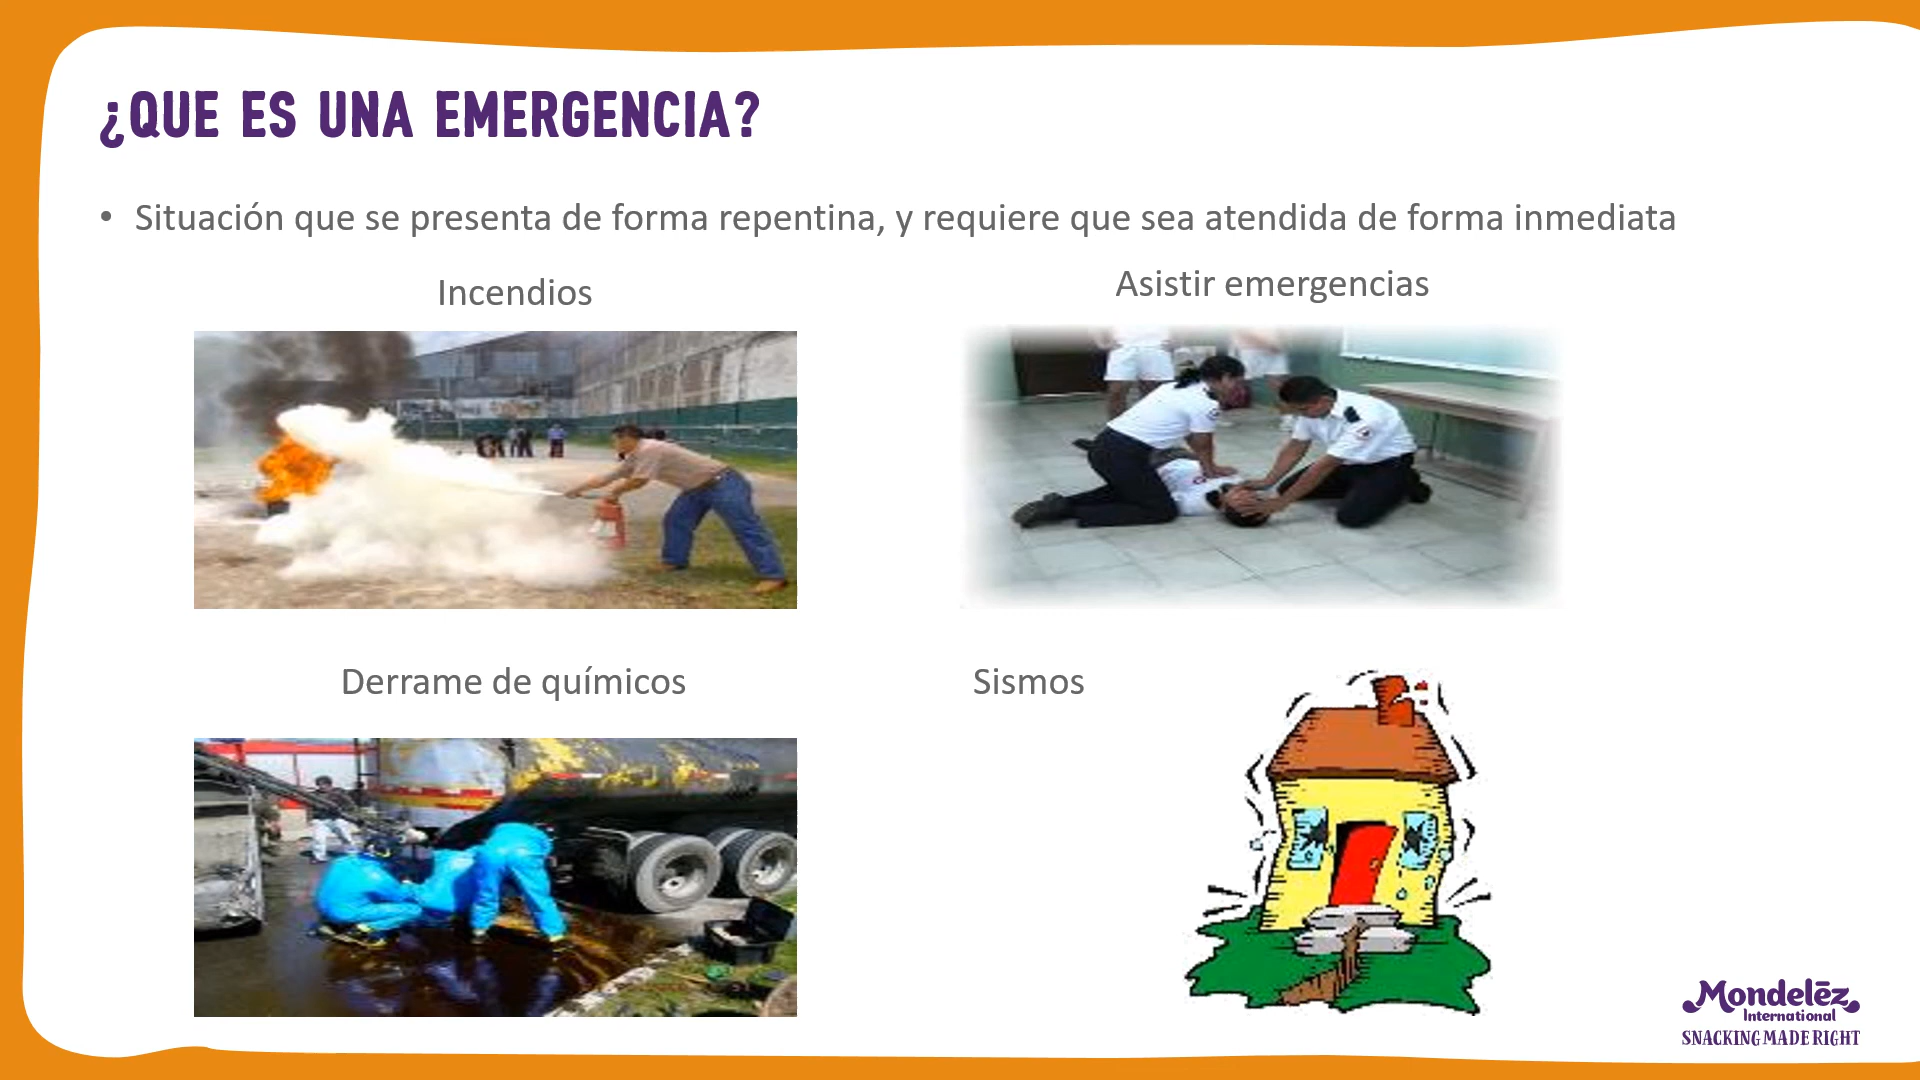 ¿QUE ES UNA EMERGENCIA?
• Situación que se presenta de forma repentina, y requiere que sea atendida de forma inmediata
Incendios
Asistir emergencias
Derrame de químicos
Sismos
Mondelēz
International
SNACKING MADE RIGHT